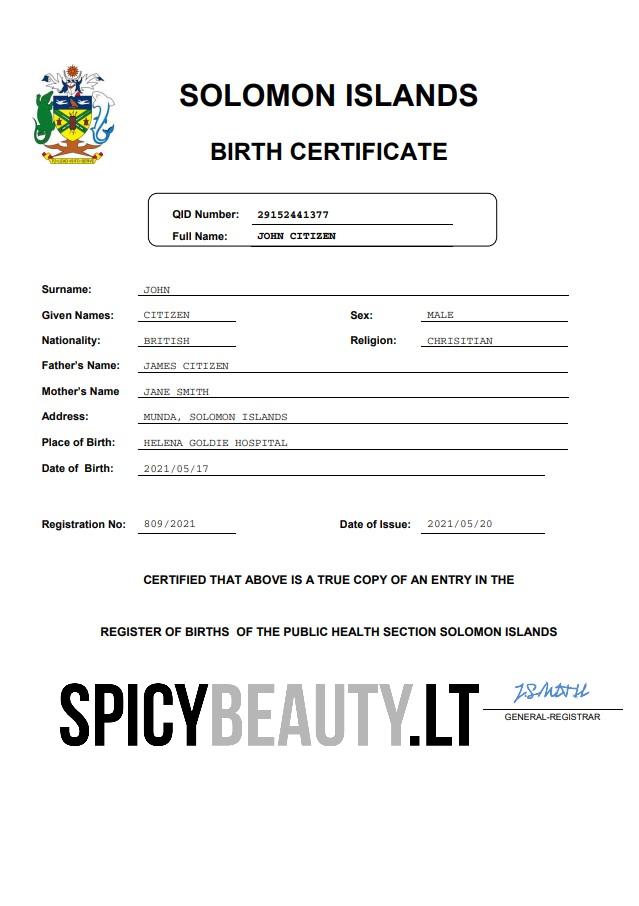 SOLOMON ISLANDS
BIRTH CERTIFICATE
QID Number: 29152441377
Full Name: JOHN CITIZEN
Surname: JOHN
Given Names: CITIZEN Sex: MALE
Nationality: BRITISH Religion: CHRISITIAN
Father's Name: JAMES CITIZEN
Mother's Name JANE SMITH
Address: MUNDA, SOLOMON ISLANDS
Place of Birth: HELENA GOLDIE HOSPITAL
Date of Birth: 2021/05/17
Registration No: 809/2021 Date of Issue: 2021/05/20
CERTIFIED THAT ABOVE IS A TRUE COPY OF AN ENTRY IN THE
REGISTER OF BIRTHS OF THE PUBLIC HEALTH SECTION SOLOMON ISLANDS
SPICYBEAUTY.LT
GENERAL-REGISTRAR